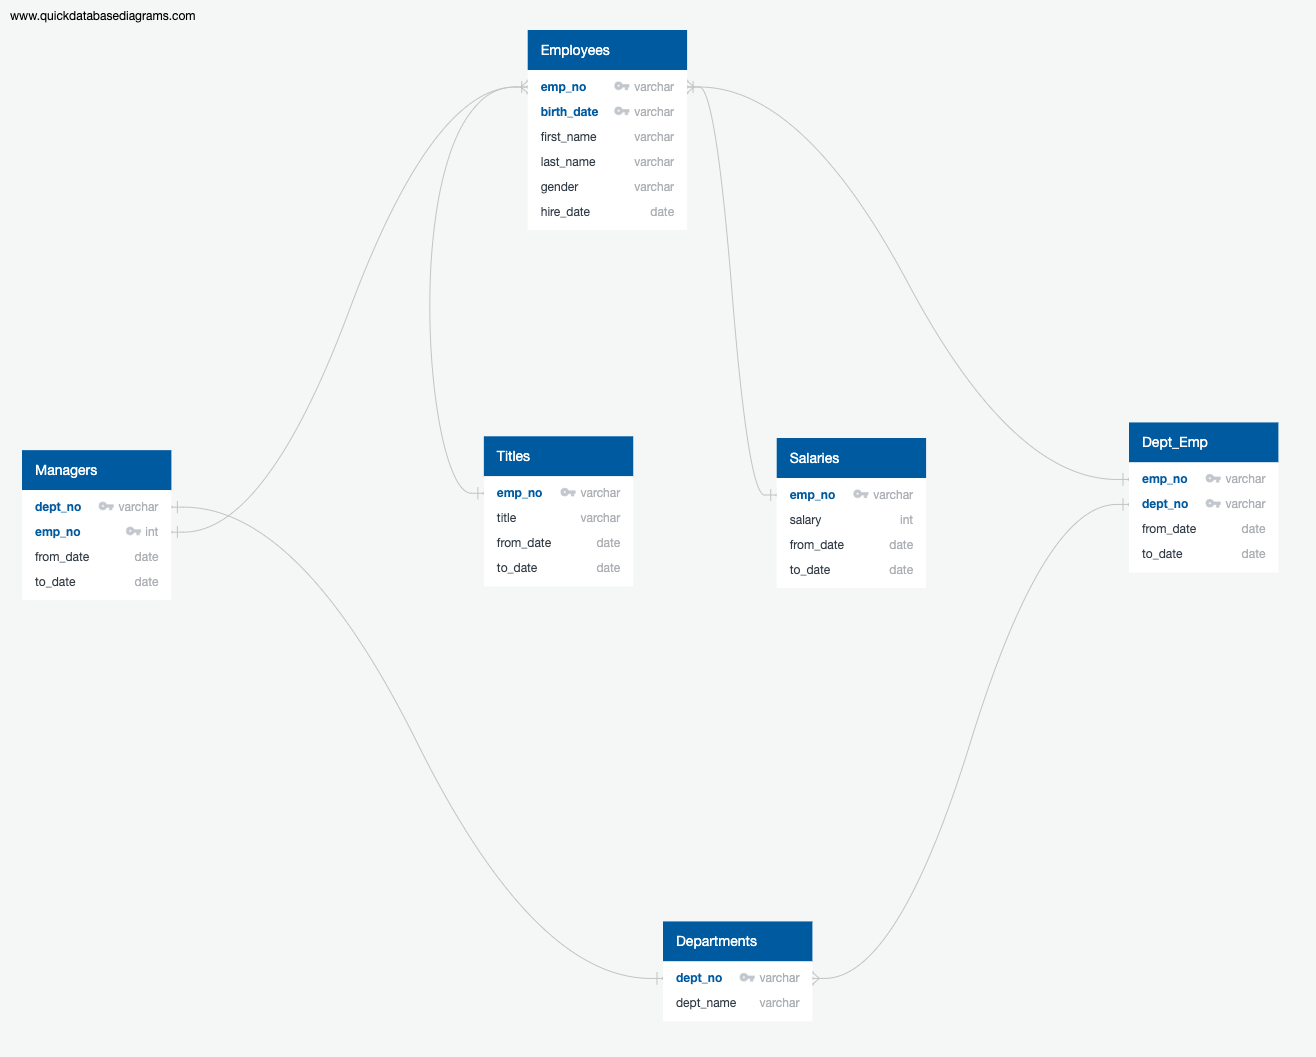 www.quickdatabasediagrams.com
Employees
emp_no varchar
birth_date varchar
first_name varchar
last_name varchar
gender varchar
hire_date date
Managers
dept_no varchar
emp_no int
from_date date
to_date date
Titles
emp_no varchar
title varchar
from_date date
to_date date
Salaries
emp_no varchar
salary int
from_date date
to_date date
Dept_Emp
emp_no varchar
dept_no varchar
from_date date
to_date date
Departments
dept_no varchar
dept_name varchar